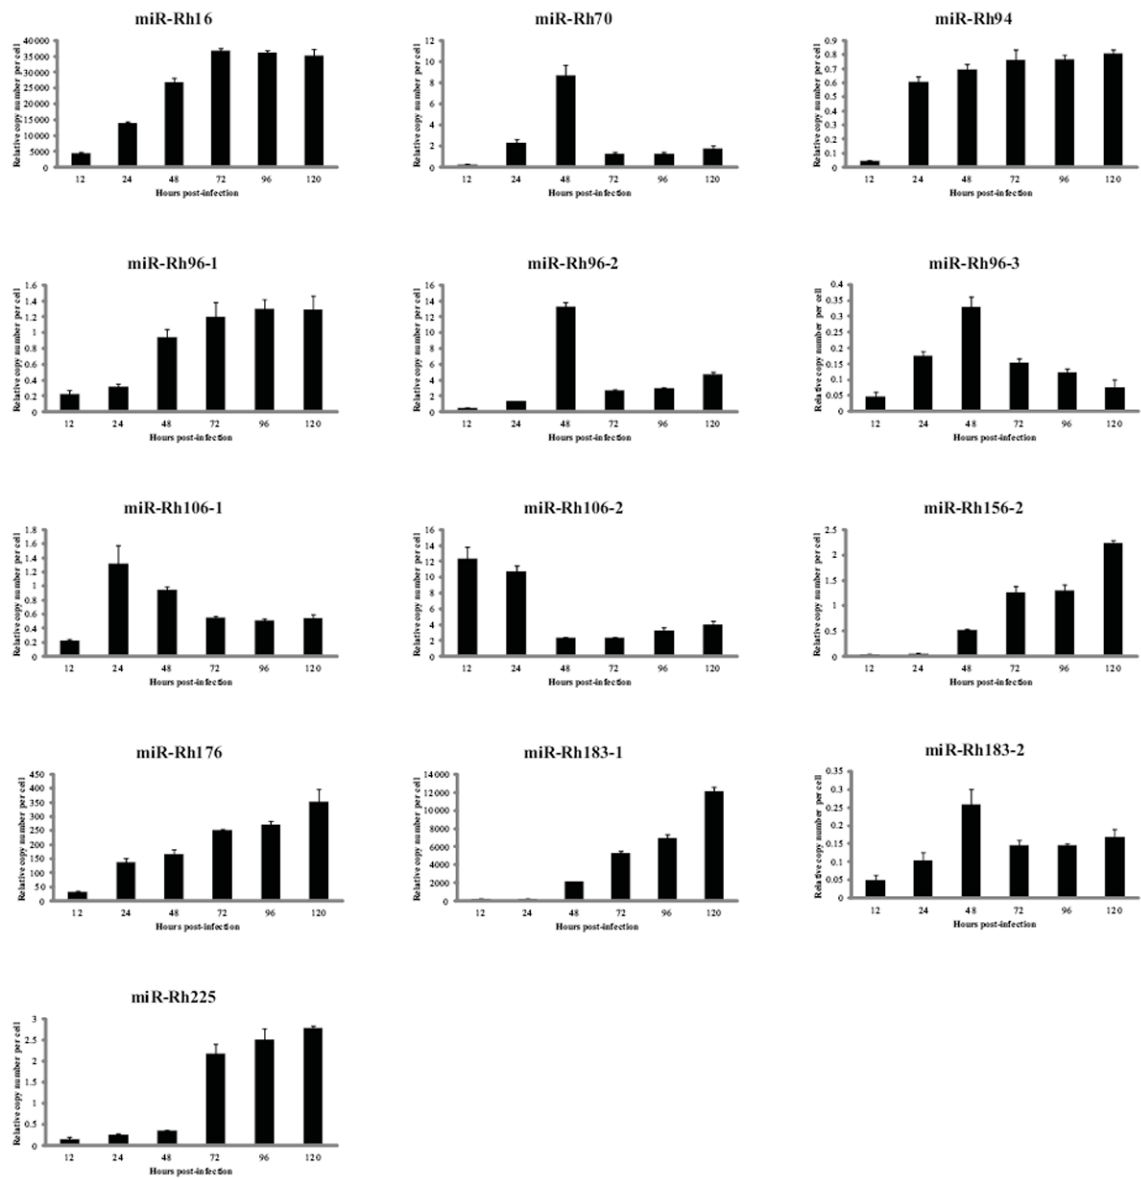 miR-Rh16
Relative copy number per cell
40000
35000
30000
25000
20000
15000
10000
5000
0
12 24 48 72 96 120
Hours post-infection
miR-Rh70
Relative copy number per cell
12
10
8
6
4
2
0
12 24 48 72 96 120
Hours post-infection
miR-Rh94
Relative copy number per cell
0.9
0.8
0.7
0.6
0.5
0.4
0.3
0.2
0.1
0
12 24 48 72 96 120
Hours post-infection
miR-Rh96-1
Relative copy number per cell
1.6
1.4
1.2
1
0.8
0.6
0.4
0.2
0
12 24 48 72 96 120
Hours post-infection
miR-Rh96-2
Relative copy number per cell
16
14
12
10
8
6
4
2
0
12 24 48 72 96 120
Hours post-infection
miR-Rh96-3
Relative copy number per cell
0.4
0.35
0.3
0.25
0.2
0.15
0.1
0.05
0
12 24 48 72 96 120
Hours post-infection
miR-Rh106-1
Relative copy number per cell
1.8
1.6
1.4
1.2
1
0.8
0.6
0.4
0.2
0
12 24 48 72 96 120
Hours post-infection
miR-Rh106-2
Relative copy number per cell
16
14
12
10
8
6
4
2
0
12 24 48 72 96 120
Hours post-infection
miR-Rh156-2
Relative copy number per cell
2.5
2
1.5
1
0.5
0
12 24 48 72 96 120
Hours post-infection
miR-Rh176
Relative copy number per cell
450
400
350
300
250
200
150
100
50
0
12 24 48 72 96 120
Hours post-infection
miR-Rh183-1
Relative copy number per cell
14000
12000
10000
8000
6000
4000
2000
0
12 24 48 72 96 120
Hours post-infection
miR-Rh183-2
Relative copy number per cell
0.35
0.3
0.25
0.2
0.15
0.1
0.05
0
12 24 48 72 96 120
Hours post-infection
miR-Rh225
Relative copy number per cell
3
2.5
2
1.5
1
0.5
0
12 24 48 72 96 120
Hours post-infection